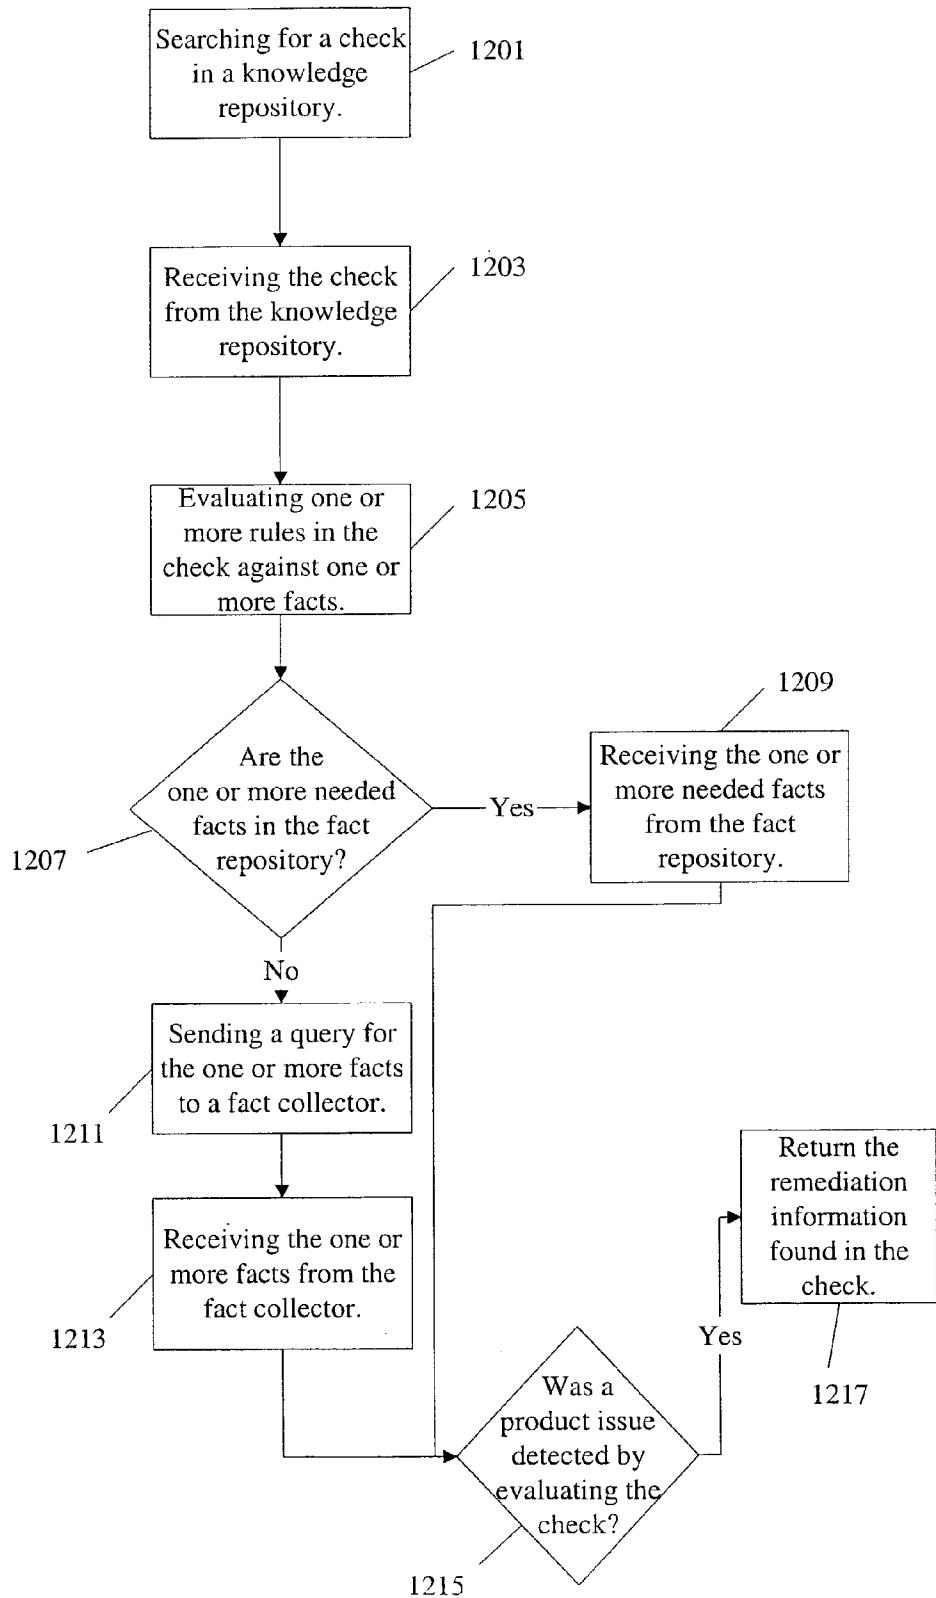 Searching for a check
in a knowledge
repository.
1201
Receiving the check
from the knowledge
repository.
1203
Evaluating one or
more rules in the
check against one or
more facts.
1205
Are the
one or more needed
facts in the fact
repository?
1207
Yes
1209
Receiving the one or
more needed facts
from the fact
repository.
No
Sending a query for
the one or more facts
to a fact collector.
1211
Receiving the one or
more facts from the
fact collector.
1213
Was a
product issue
detected by
evaluating the
check?
1215
Yes
Return the
remediation
information
found in the
check.
1217